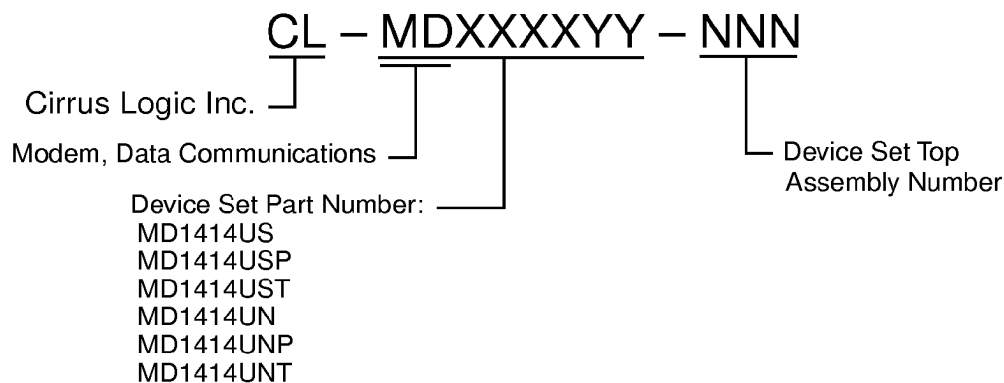 CL – MDXXXXYY – NNN
Cirrus Logic Inc.
Modem, Data Communications
Device Set Top
Assembly Number
Device Set Part Number:
MD1414US
MD1414USP
MD1414UST
MD1414UN
MD1414UNP
MD1414UNT